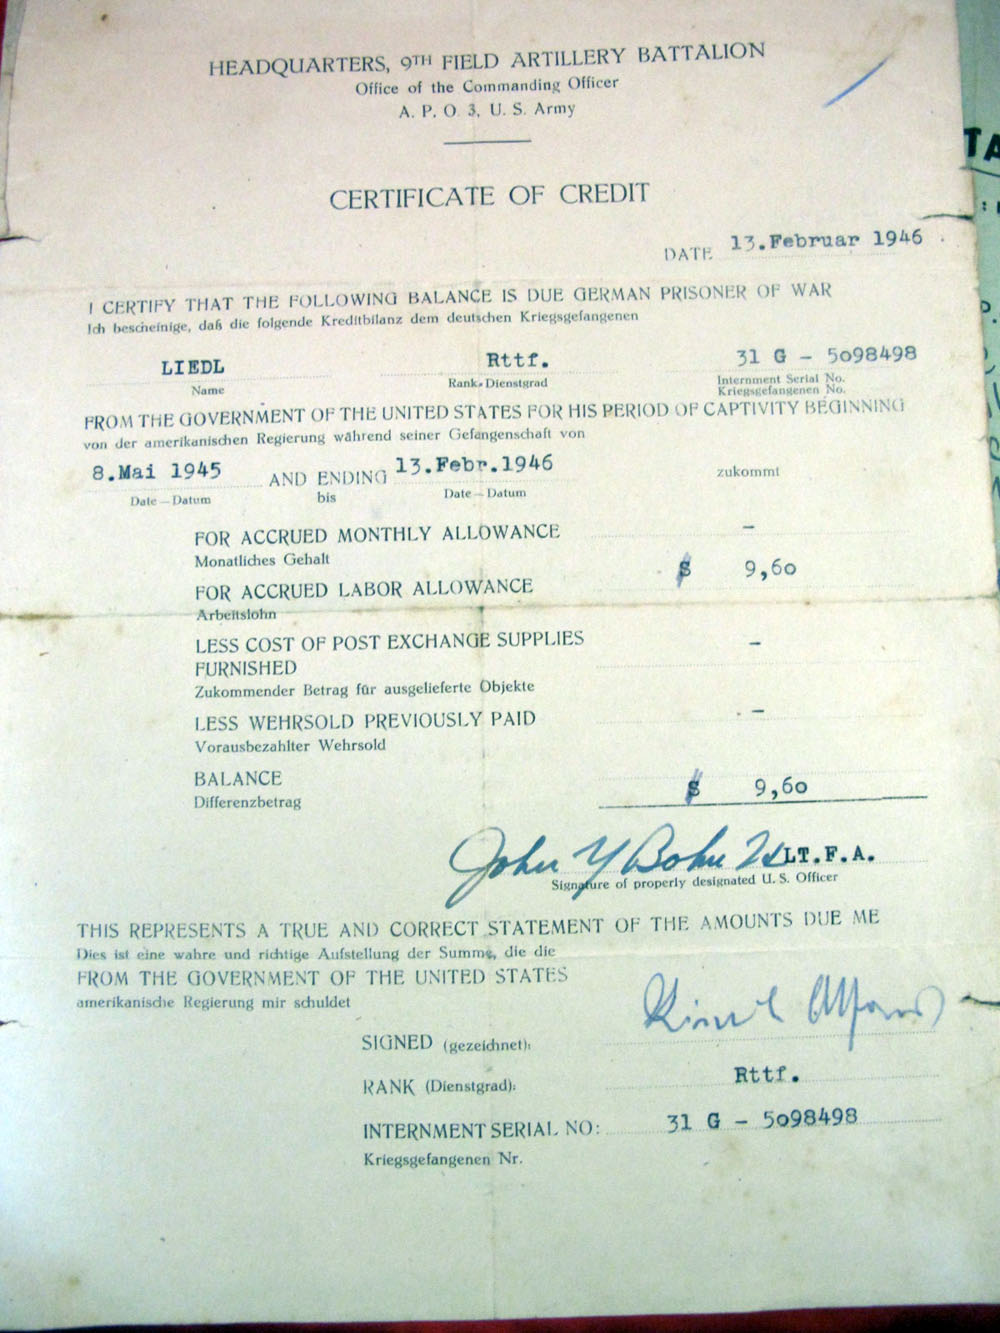 HEADQUARTERS, 9TH FIELD ARTILLERY BATTALION
Office of the Commanding Officer
A. P. O. 3, U. S. Army
CERTIFICATE OF CREDIT
DATE 13.Februar 1946
I CERTIFY THAT THE FOLLOWING BALANCE IS DUE GERMAN PRISONER OF WAR
Ich bescheinige, daß die folgende Kreditbilanz dem deutschen Kriegsgefangenen
LIEDL Rttf. 31 G - 5098498
Name Rank-Dienstgrad Internment Serial No.
Kriegsgefangenen No.
FROM THE GOVERNMENT OF THE UNITED STATES FOR HIS PERIOD OF CAPTIVITY BEGINNING
von der amerikanischen Regierung während seiner Gefangenschaft von
8.Mai 1945 AND ENDING 13.Febr.1946 zukommt
Date — Datum bis Date — Datum
FOR ACCRUED MONTHLY ALLOWANCE -
Monatliches Gehalt
FOR ACCRUED LABOR ALLOWANCE $ 9,60
Arbeitslohn
LESS COST OF POST EXCHANGE SUPPLIES -
FURNISHED
Zukommender Betrag für ausgelieferte Objekte
LESS WEHRSOLD PREVIOUSLY PAID -
Vorausbezahlter Wehrsold
BALANCE $ 9,60
Differenzbetrag
John Y Bohn LT.F.A.
Signature of properly designated U. S. Officer
THIS REPRESENTS A TRUE AND CORRECT STATEMENT OF THE AMOUNTS DUE ME
Dies ist eine wahre und richtige Aufstellung der Summe, die die
FROM THE GOVERNMENT OF THE UNITED STATES
amerikanische Regierung mir schuldet
SIGNED (gezeichnet):
RANK (Dienstgrad): Rttf.
INTERNMENT SERIAL NO: 31 G - 5098498
Kriegsgefangenen Nr.
TA